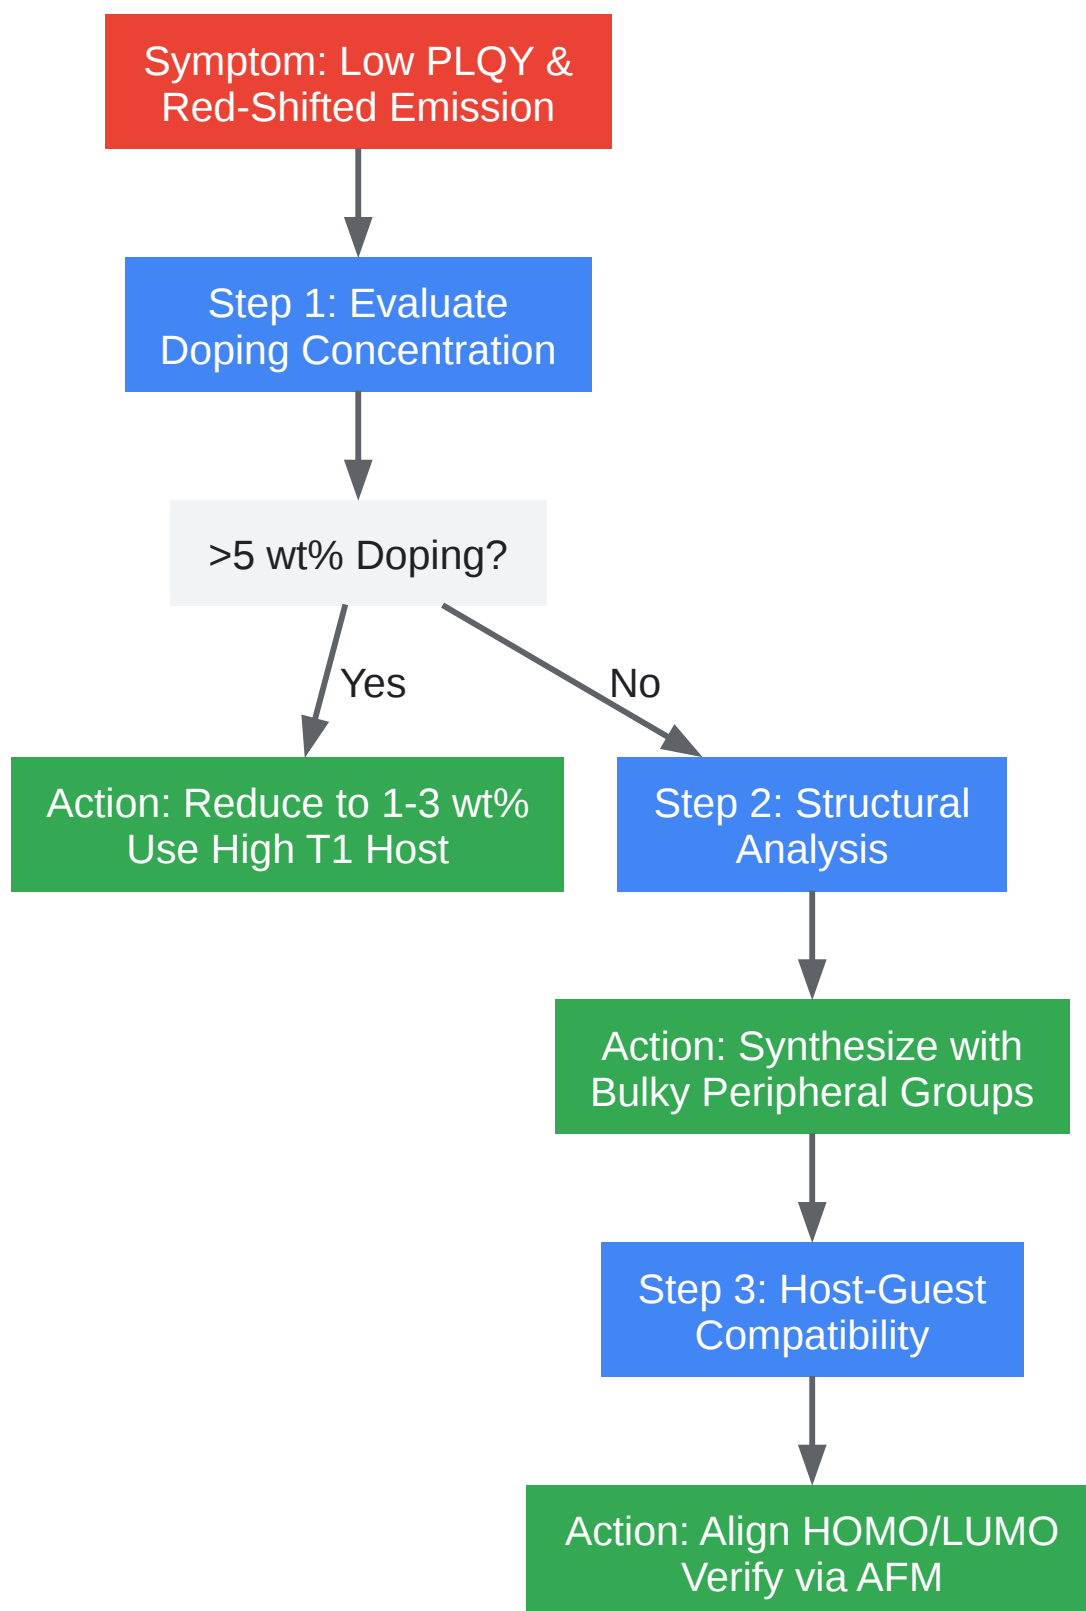 Symptom: Low PLQY &
Red-Shifted Emission
Step 1: Evaluate
Doping Concentration
>5 wt% Doping?
Yes
No
Action: Reduce to 1-3 wt%
Use High T1 Host
Step 2: Structural
Analysis
Action: Synthesize with
Bulky Peripheral Groups
Step 3: Host-Guest
Compatibility
Action: Align HOMO/LUMO
Verify via AFM